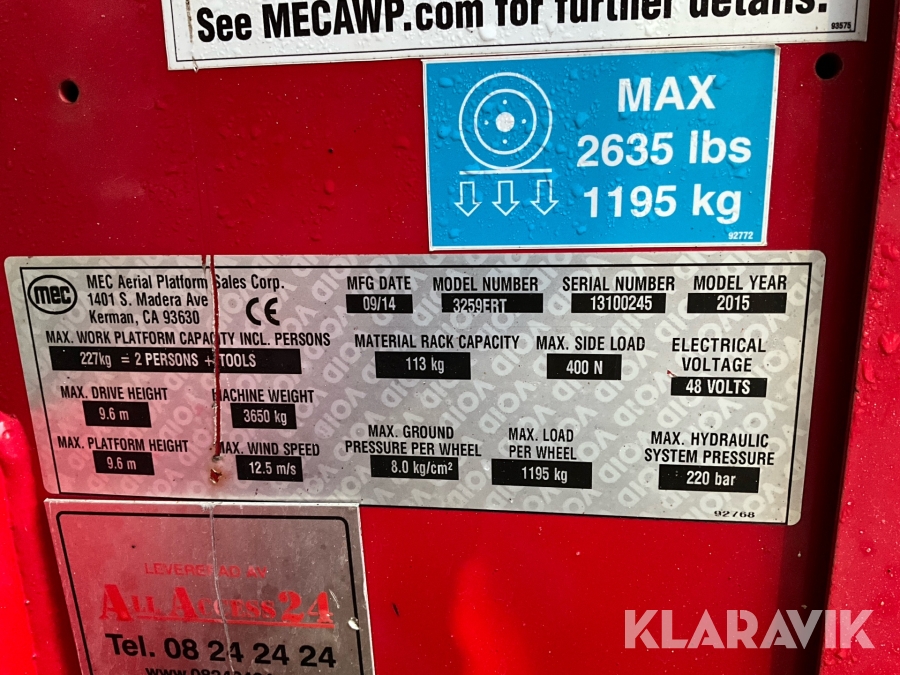 See MECAWP.com for further details.
93575
MAX
2635 lbs
1195 kg
92772
mec
MEC Aerial Platform Sales Corp.
1401 S. Madera Ave
Kerman, CA 93630
CE
MFG DATE
09/14
MODEL NUMBER
3259ERT
SERIAL NUMBER
13100245
MODEL YEAR
2015
MAX. WORK PLATFORM CAPACITY INCL. PERSONS
227kg = 2 PERSONS + TOOLS
MATERIAL RACK CAPACITY
113 kg
MAX. SIDE LOAD
400 N
ELECTRICAL
VOLTAGE
48 VOLTS
MAX. DRIVE HEIGHT
9.6 m
MACHINE WEIGHT
3650 kg
MAX. PLATFORM HEIGHT
9.6 m
MAX. WIND SPEED
12.5 m/s
MAX. GROUND
PRESSURE PER WHEEL
8.0 kg/cm²
MAX. LOAD
PER WHEEL
1195 kg
MAX. HYDRAULIC
SYSTEM PRESSURE
220 bar
92768
LEVERERAD AV
ALL ACCESS 24
Tel. 08 24 24 24
KLARAVIK